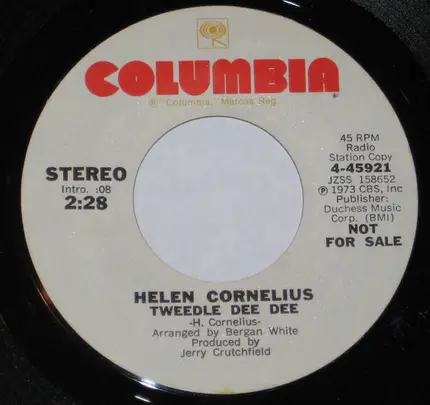 COLUMBIA
® Columbia, Marcas Reg.
STEREO
Intro. :08
2:28
45 RPM
Radio
Station Copy
4-45921
JZSS 158652
Ⓟ 1973 CBS, Inc
Publisher:
Duchess Music
Corp. (BMI)
NOT
FOR SALE
HELEN CORNELIUS
TWEEDLE DEE DEE
-H. Cornelius-
Arranged by Bergan White
Produced by
Jerry Crutchfield